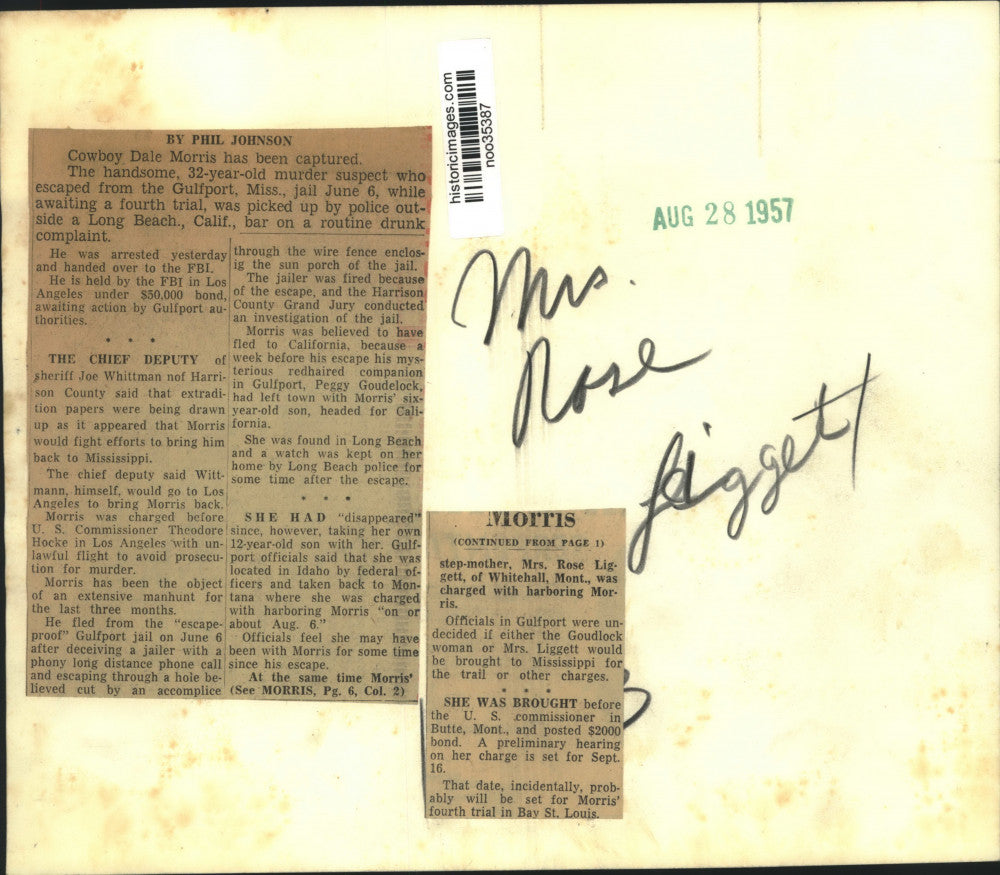 BY PHIL JOHNSON
Cowboy Dale Morris has been captured.
The handsome, 32-year-old murder suspect who
escaped from the Gulfport, Miss., jail June 6, while
awaiting a fourth trial, was picked up by police out-
side a Long Beach., Calif., bar on a routine drunk
complaint.
He was arrested yesterday
and handed over to the FBI.
He is held by the FBI in Los
Angeles under $50,000 bond,
awaiting action by Gulfport au-
thorities.
* * *
THE CHIEF DEPUTY of
sheriff Joe Whittman nof Harri-
son County said that extradi-
tion papers were being drawn
up as it appeared that Morris
would fight efforts to bring him
back to Mississippi.
The chief deputy said Witt-
mann, himself, would go to Los
Angeles to bring Morris back.
Morris was charged before
U. S. Commissioner Theodore
Hocke in Los Angeles with un-
lawful flight to avoid prosecu-
tion for murder.
Morris has been the object
of an extensive manhunt for
the last three months.
He fled from the "escape-
proof" Gulfport jail on June 6
after deceiving a jailer with a
phony long distance phone call
and escaping through a hole be-
lieved cut by an accomplice
through the wire fence enclos-
ig the sun porch of the jail.
The jailer was fired because
of the escape, and the Harrison
County Grand Jury conducted
an investigation of the jail.
Morris was believed to have
fled to California, because a
week before his escape his mys-
terious redhaired companion
in Gulfport, Peggy Goudelock,
had left town with Morris' six-
year-old son, headed for Cali-
fornia.
She was found in Long Beach
and a watch was kept on her
home by Long Beach police for
some time after the escape.
* * *
SHE HAD "disappeared"
since, however, taking her own
12-year-old son with her. Gulf-
port officials said that she was
located in Idaho by federal of-
ficers and taken back to Mon-
tana where she was charged
with harboring Morris "on or
about Aug. 6."
Officials feel she may have
been with Morris for some time
since his escape.
At the same time Morris'
(See MORRIS, Pg. 6, Col. 2)
Morris
(CONTINUED FROM PAGE 1)
step-mother, Mrs. Rose Lig-
gett, of Whitehall, Mont., was
charged with harboring Mor-
ris.
Officials in Gulfport were un-
decided if either the Goudlock
woman or Mrs. Liggett would
be brought to Mississippi for
the trail or other charges.
* * *
SHE WAS BROUGHT before
the U. S. commissioner in
Butte, Mont., and posted $2000
bond. A preliminary hearing
on her charge is set for Sept.
16.
That date, incidentally, prob-
ably will be set for Morris'
fourth trial in Bay St. Louis.
historicimages.com
noo35387
AUG 28 1957
Mrs.
Rose
Liggett